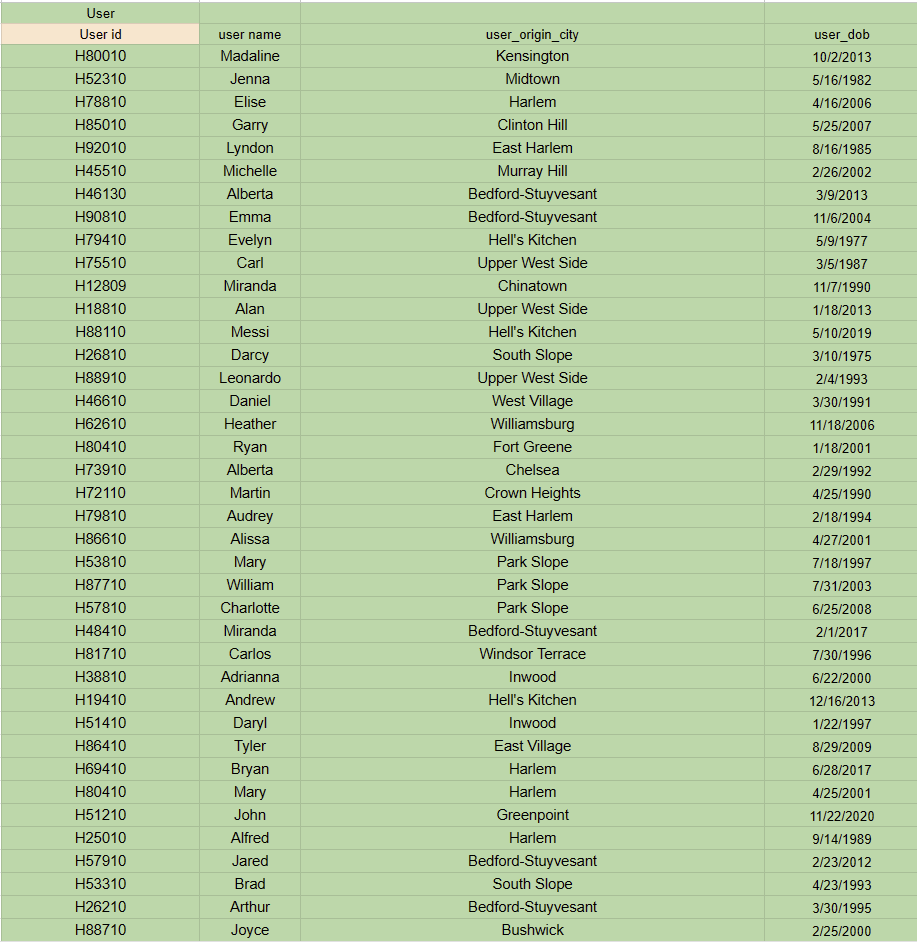 User
User id user name user_origin_city user_dob
H80010 Madaline Kensington 10/2/2013
H52310 Jenna Midtown 5/16/1982
H78810 Elise Harlem 4/16/2006
H85010 Garry Clinton Hill 5/25/2007
H92010 Lyndon East Harlem 8/16/1985
H45510 Michelle Murray Hill 2/26/2002
H46130 Alberta Bedford-Stuyvesant 3/9/2013
H90810 Emma Bedford-Stuyvesant 11/6/2004
H79410 Evelyn Hell's Kitchen 5/9/1977
H75510 Carl Upper West Side 3/5/1987
H12809 Miranda Chinatown 11/7/1990
H18810 Alan Upper West Side 1/18/2013
H88110 Messi Hell's Kitchen 5/10/2019
H26810 Darcy South Slope 3/10/1975
H88910 Leonardo Upper West Side 2/4/1993
H46610 Daniel West Village 3/30/1991
H62610 Heather Williamsburg 11/18/2006
H80410 Ryan Fort Greene 1/18/2001
H73910 Alberta Chelsea 2/29/1992
H72110 Martin Crown Heights 4/25/1990
H79810 Audrey East Harlem 2/18/1994
H86610 Alissa Williamsburg 4/27/2001
H53810 Mary Park Slope 7/18/1997
H87710 William Park Slope 7/31/2003
H57810 Charlotte Park Slope 6/25/2008
H48410 Miranda Bedford-Stuyvesant 2/1/2017
H81710 Carlos Windsor Terrace 7/30/1996
H38810 Adrianna Inwood 6/22/2000
H19410 Andrew Hell's Kitchen 12/16/2013
H51410 Daryl Inwood 1/22/1997
H86410 Tyler East Village 8/29/2009
H69410 Bryan Harlem 6/28/2017
H80410 Mary Harlem 4/25/2001
H51210 John Greenpoint 11/22/2020
H25010 Alfred Harlem 9/14/1989
H57910 Jared Bedford-Stuyvesant 2/23/2012
H53310 Brad South Slope 4/23/1993
H26210 Arthur Bedford-Stuyvesant 3/30/1995
H88710 Joyce Bushwick 2/25/2000